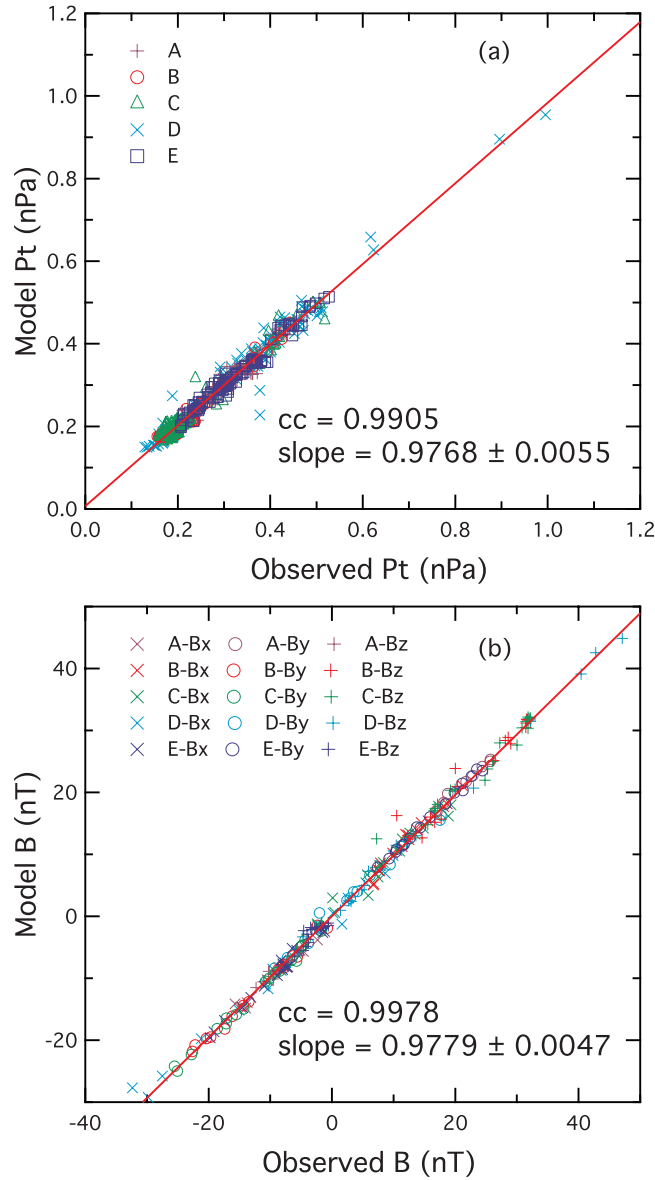 1.2
(a)
A
B
C
D
E
1.0
0.8
0.6
0.4
0.2
0.0
Model Pt (nPa)
cc = 0.9905
slope = 0.9768 ± 0.0055
0.0 0.2 0.4 0.6 0.8 1.0 1.2
Observed Pt (nPa)
(b)
A-Bx A-By A-Bz
B-Bx B-By B-Bz
C-Bx C-By C-Bz
D-Bx D-By D-Bz
E-Bx E-By E-Bz
40
20
0
-20
Model B (nT)
cc = 0.9978
slope = 0.9779 ± 0.0047
-40 -20 0 20 40
Observed B (nT)